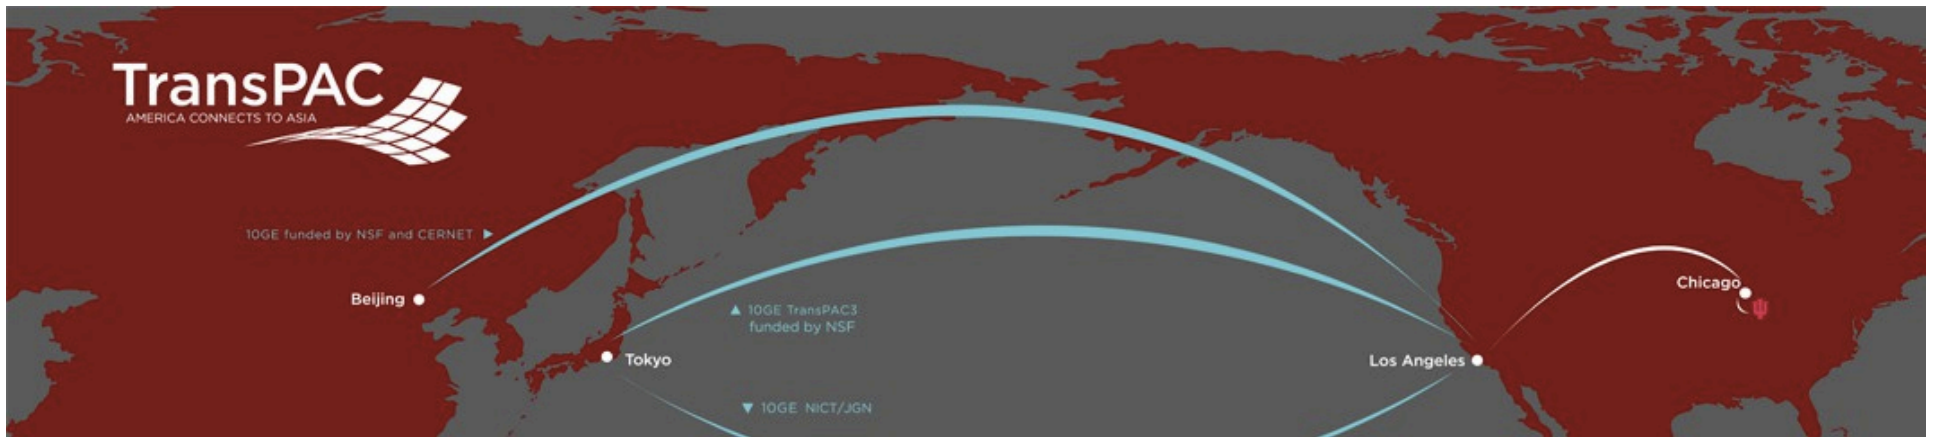 TransPAC
AMERICA CONNECTS TO ASIA
10GE funded by NSF and CERNET ▶
Beijing
▲ 10GE TransPAC3
funded by NSF
Tokyo
▼ 10GE NICT/JGN
Los Angeles
Chicago